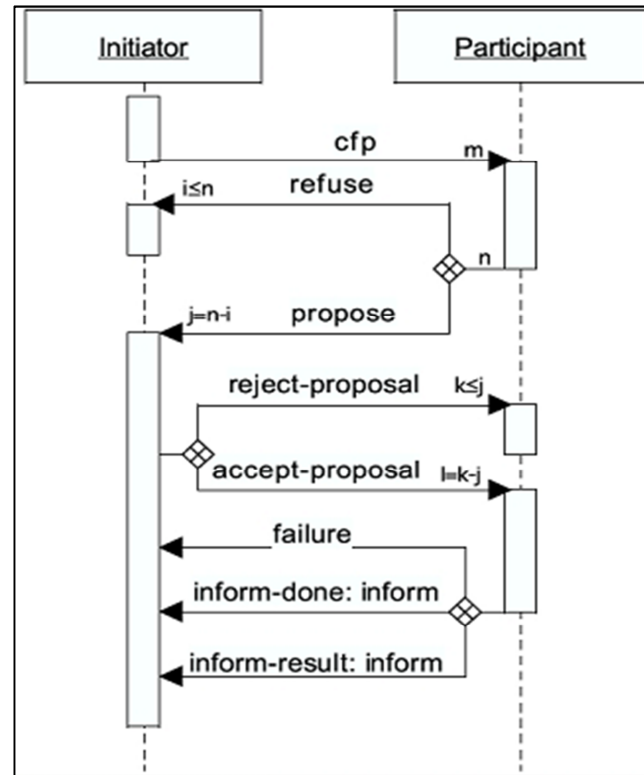 Initiator
Participant
cfp
m
i≤n
refuse
n
j=n-i
propose
reject-proposal
k≤j
accept-proposal
l=k-j
failure
inform-done: inform
inform-result: inform